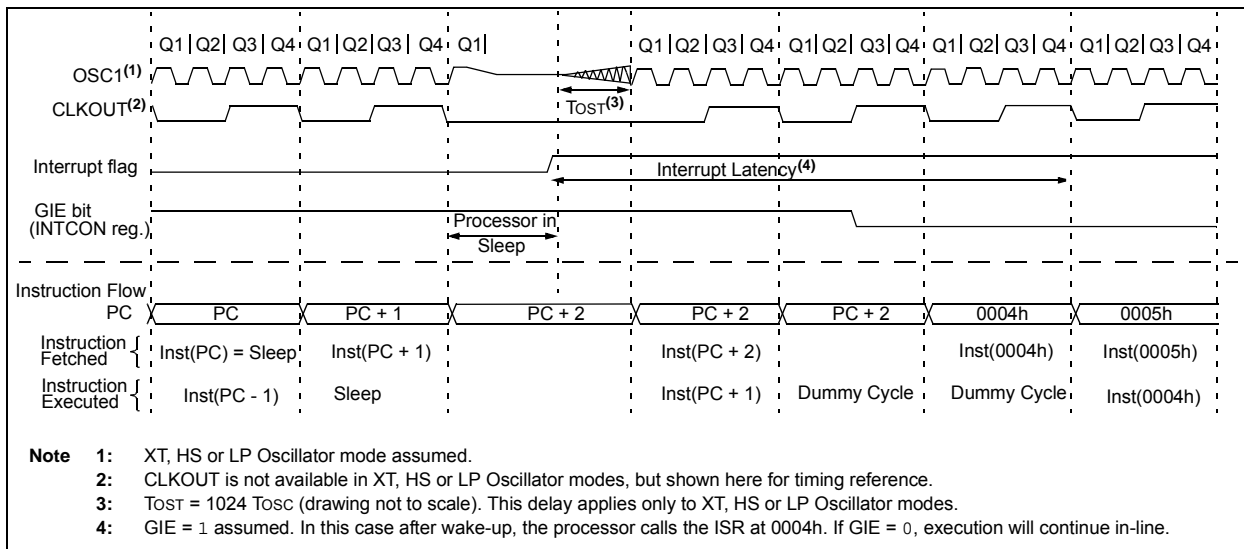 Q1 Q2 Q3 Q4 Q1 Q2 Q3 Q4 Q1 Q1 Q2 Q3 Q4 Q1 Q2 Q3 Q4 Q1 Q2 Q3 Q4 Q1 Q2 Q3 Q4
OSC1(1)
CLKOUT(2) TOST(3)
Interrupt flag Interrupt Latency(4)
GIE bit
(INTCON reg.) Processor in
Sleep
Instruction Flow
PC PC PC + 1 PC + 2 PC + 2 PC + 2 0004h 0005h
Instruction
Fetched { Inst(PC) = Sleep Inst(PC + 1) Inst(PC + 2) Inst(0004h) Inst(0005h)
Instruction
Executed { Inst(PC - 1) Sleep Inst(PC + 1) Dummy Cycle Dummy Cycle Inst(0004h)
Note 1: XT, HS or LP Oscillator mode assumed.
2: CLKOUT is not available in XT, HS or LP Oscillator modes, but shown here for timing reference.
3: TOST = 1024 TOSC (drawing not to scale). This delay applies only to XT, HS or LP Oscillator modes.
4: GIE = 1 assumed. In this case after wake-up, the processor calls the ISR at 0004h. If GIE = 0, execution will continue in-line.